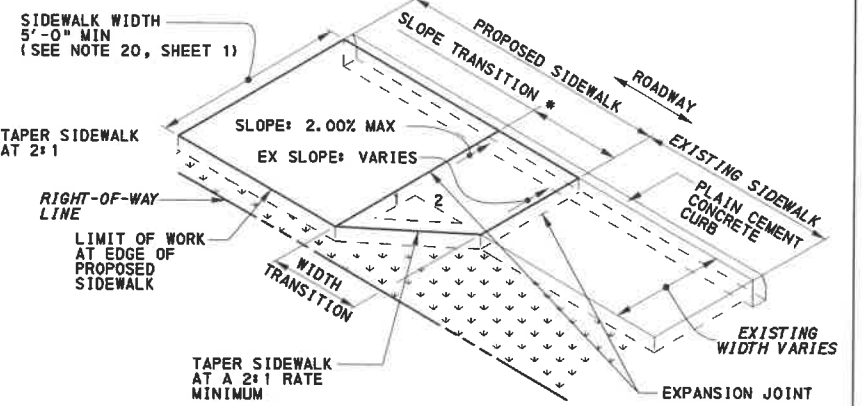 SIDEWALK WIDTH
5'-0" MIN
(SEE NOTE 20, SHEET 1)
TAPER SIDEWALK
AT 2:1
RIGHT-OF-WAY
LINE
LIMIT OF WORK
AT EDGE OF
PROPOSED
SIDEWALK
WIDTH
TRANSITION
TAPER SIDEWALK
AT A 2:1 RATE
MINIMUM
SLOPE: 2.00% MAX
EX SLOPE: VARIES
1
2
SLOPE TRANSITION *
PROPOSED SIDEWALK
ROADWAY
EXISTING SIDEWALK
PLAIN CEMENT
CONCRETE
CURB
EXISTING
WIDTH VARIES
EXPANSION JOINT